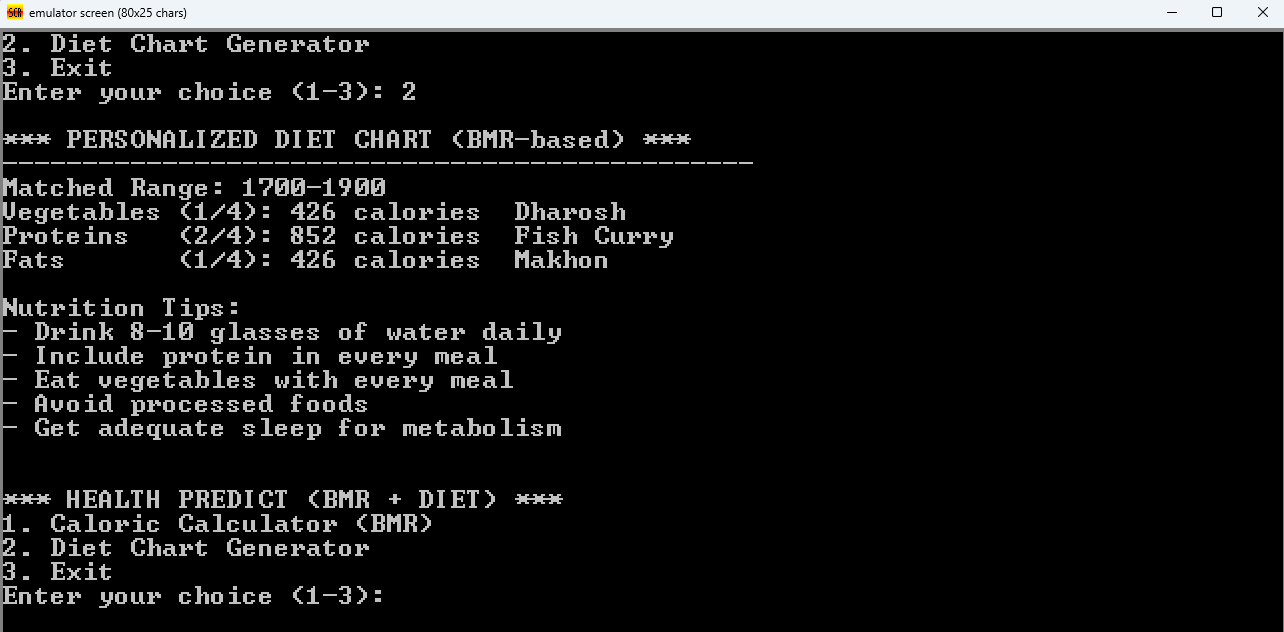 emulator screen (80x25 chars)
2. Diet Chart Generator
3. Exit
Enter your choice (1-3): 2
*** PERSONALIZED DIET CHART (BMR-based) ***
-----------------------------------------------
Matched Range: 1700-1900
Vegetables (1/4): 426 calories  Dharosh
Proteins   (2/4): 852 calories  Fish Curry
Fats       (1/4): 426 calories  Makhon
Nutrition Tips:
- Drink 8-10 glasses of water daily
- Include protein in every meal
- Eat vegetables with every meal
- Avoid processed foods
- Get adequate sleep for metabolism
*** HEALTH PREDICT (BMR + DIET) ***
1. Caloric Calculator (BMR)
2. Diet Chart Generator
3. Exit
Enter your choice (1-3):